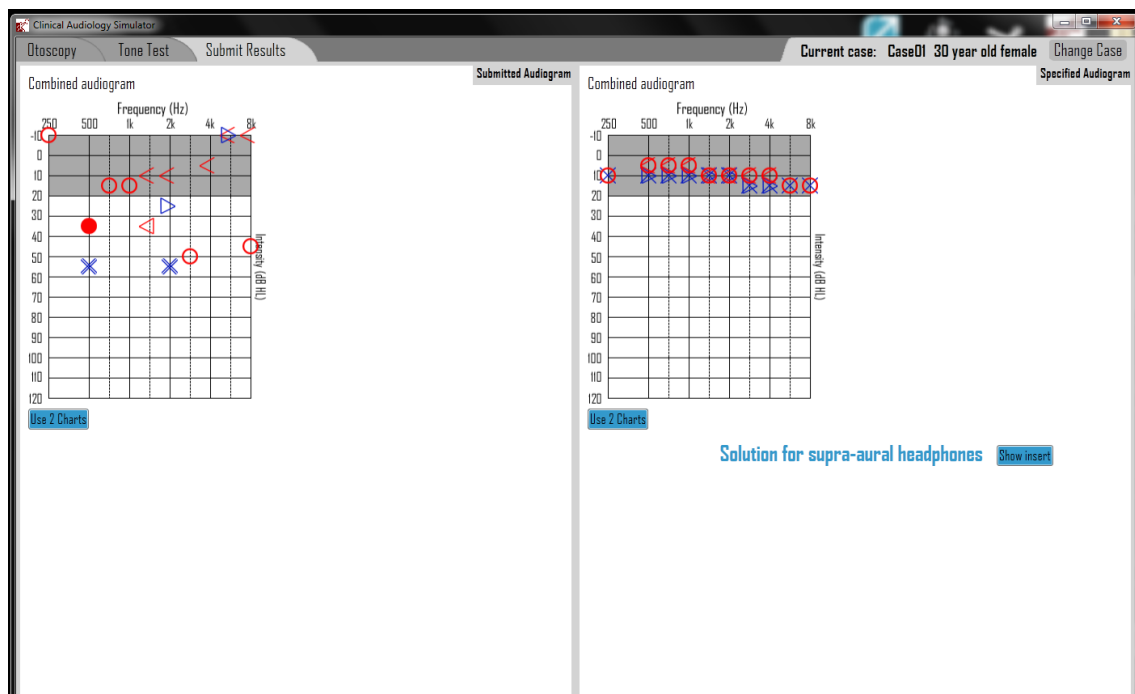 Clinical Audiology Simulator
Otoscopy Tone Test Submit Results Current case: Case01 30 year old female Change Case
Submitted Audiogram
Combined audiogram
Frequency (Hz)
250 500 1k 2k 4k 8k
-10
0
10
20
30
40
50
60
70
80
90
100
110
120
Intensity (dB HL)
Use 2 Charts
Specified Audiogram
Combined audiogram
Frequency (Hz)
250 500 1k 2k 4k 8k
-10
0
10
20
30
40
50
60
70
80
90
100
110
120
Intensity (dB HL)
Use 2 Charts
Solution for supra-aural headphones Show insert